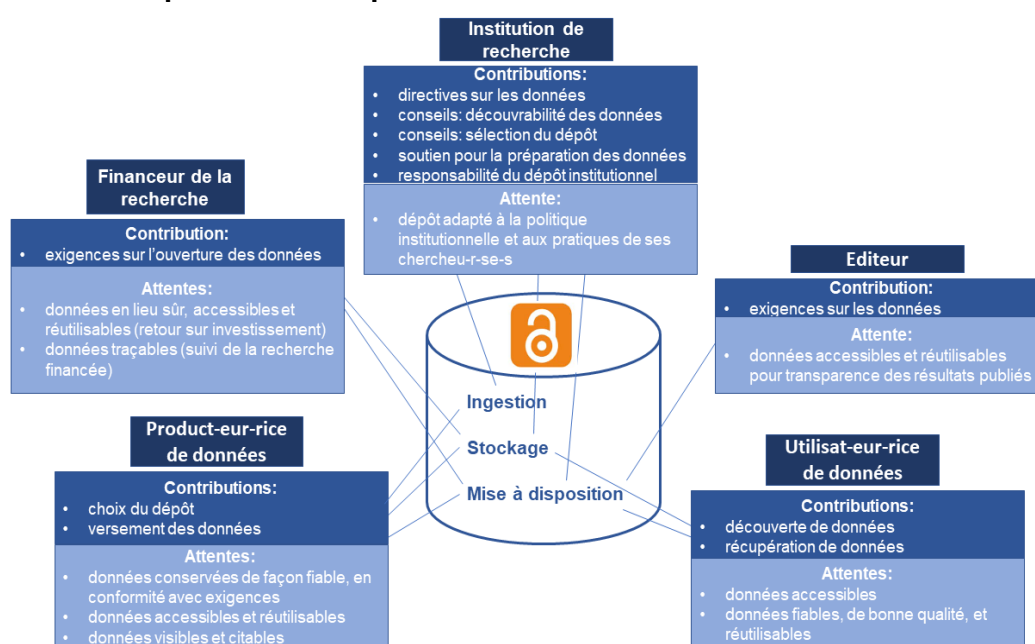 Institution de
recherche
Contributions:
• directives sur les données
• conseils: découvrabilité des données
• conseils: sélection du dépôt
• soutien pour la préparation des données
• responsabilité du dépôt institutionnel
Attente:
• dépôt adapté à la politique
institutionnelle et aux pratiques de ses
chercheu-r-se-s
Financeur de la
recherche
Contribution:
• exigences sur l'ouverture des données
Attentes:
• données en lieu sûr, accessibles et
réutilisables (retour sur investissement)
• données traçables (suivi de la recherche
financée)
Editeur
Contribution:
• exigences sur les données
Attente:
• données accessibles et réutilisables
pour transparence des résultats publiés
Ingestion
Stockage
Mise à disposition
Product-eur-rice
de données
Contributions:
• choix du dépôt
• versement des données
Attentes:
• données conservées de façon fiable, en
conformité avec exigences
• données accessibles et réutilisables
• données visibles et citables
Utilisat-eur-rice
de données
Contributions:
• découverte de données
• récupération de données
Attentes:
• données accessibles
• données fiables, de bonne qualité, et
réutilisables